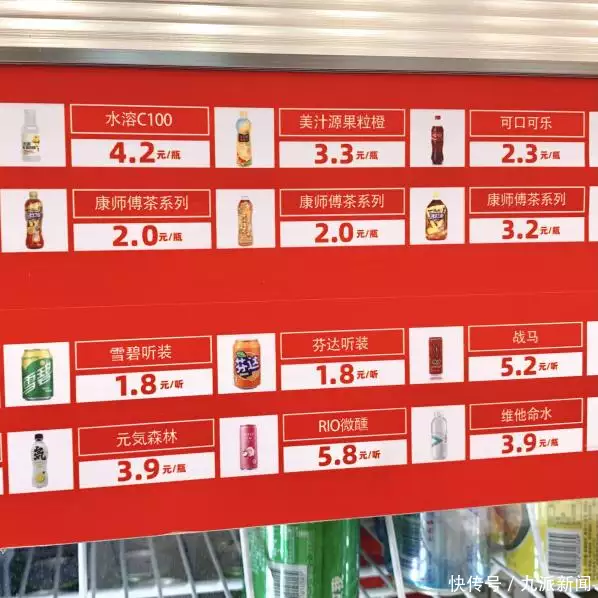 水溶C100
美汁源果粒橙
可口可乐
4.2元/瓶
3.3元/瓶
2.3元/瓶
康师傅茶系列
康师傅茶系列
康师傅茶系列
2.0元/瓶
2.0元/瓶
3.2元/瓶
雪碧听装
芬达听装
战马
雪碧
芬达
1.8元/听
1.8元/听
5.2元/听
元気森林
RIO微醺
维他命水
气
3.9元/瓶
5.8元/听
3.9元/瓶
快传号/九派新闻